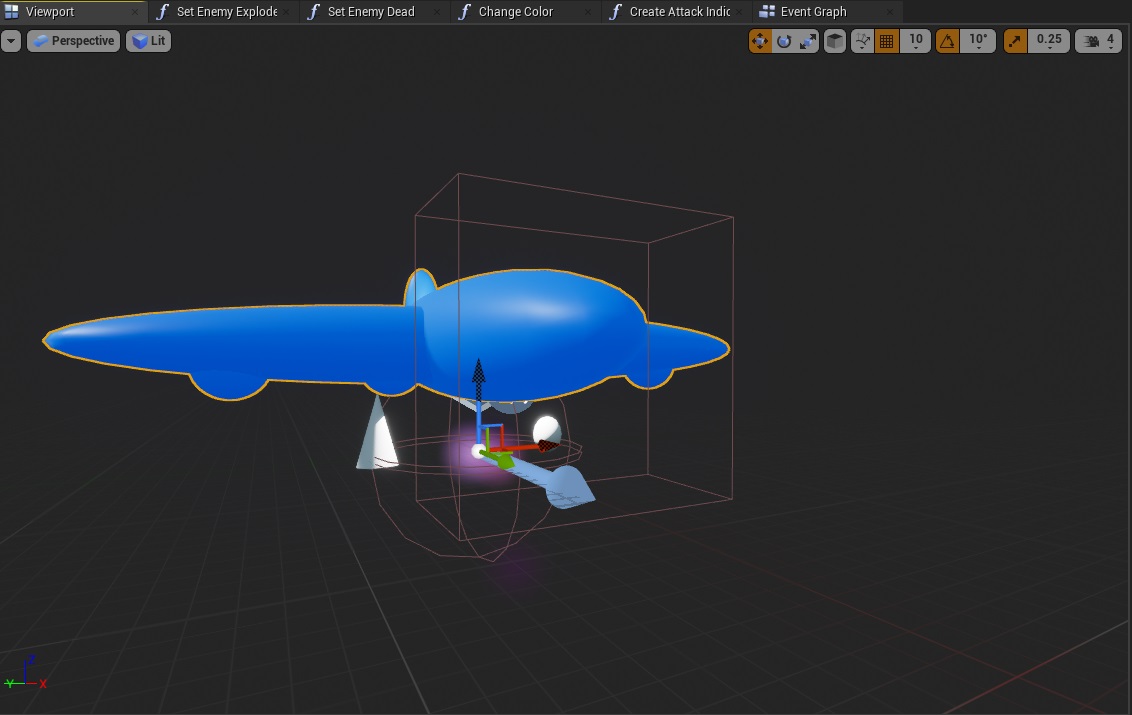 Viewport
Set Enemy Explode
Set Enemy Dead
Change Color
Create Attack Indic
Event Graph
Perspective
Lit
10
10°
0.25
4
Z
Y
X